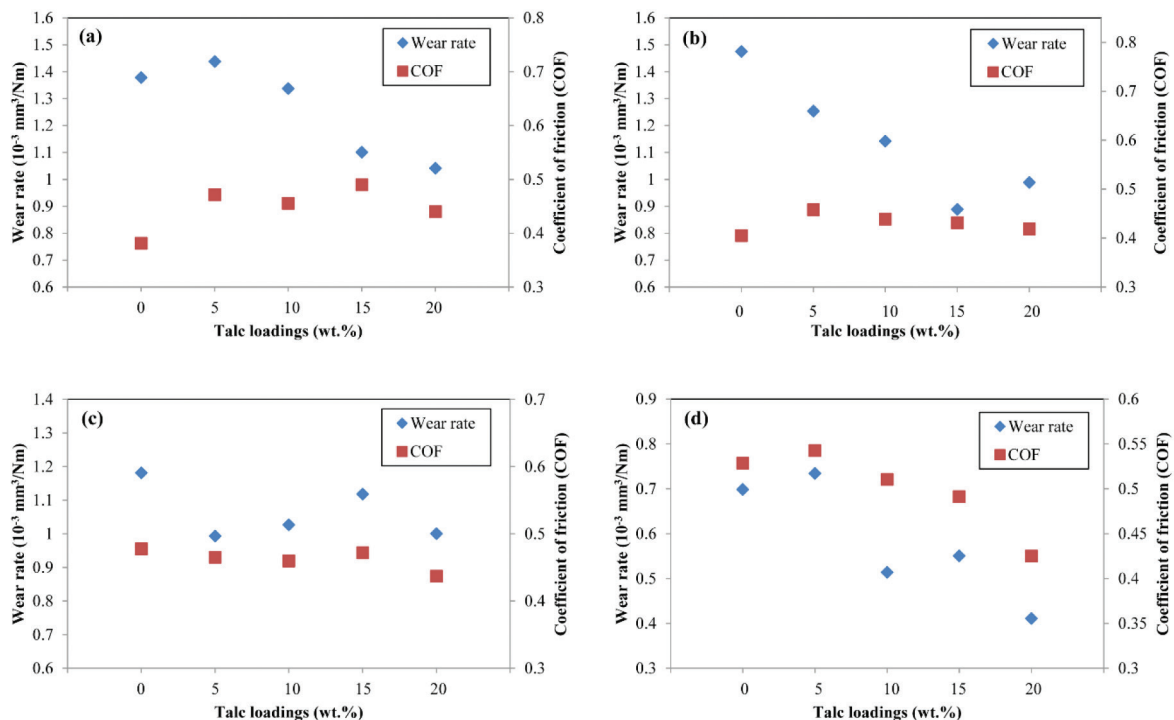 (a)
Wear rate
COF
Wear rate (10⁻³ mm³/Nm)
1.6
1.5
1.4
1.3
1.2
1.1
1
0.9
0.8
0.7
0.6
0.8
0.7
0.6
0.5
0.4
0.3
Coefficient of friction (COF)
0 5 10 15 20
Talc loadings (wt.%)
(b)
Wear rate
COF
Wear rate (10⁻³ mm³/Nm)
1.6
1.5
1.4
1.3
1.2
1.1
1
0.9
0.8
0.7
0.6
0.8
0.7
0.6
0.5
0.4
0.3
Coefficient of friction (COF)
0 5 10 15 20
Talc loadings (wt.%)
(c)
Wear rate
COF
Wear rate (10⁻³ mm³/Nm)
1.4
1.3
1.2
1.1
1
0.9
0.8
0.7
0.6
0.7
0.6
0.5
0.4
0.3
Coefficient of friction (COF)
0 5 10 15 20
Talc loadings (wt.%)
(d)
Wear rate
COF
Wear rate (10⁻³ mm³/Nm)
0.9
0.8
0.7
0.6
0.5
0.4
0.3
0.6
0.55
0.5
0.45
0.4
0.35
0.3
Coefficient of friction (COF)
0 5 10 15 20
Talc loadings (wt.%)